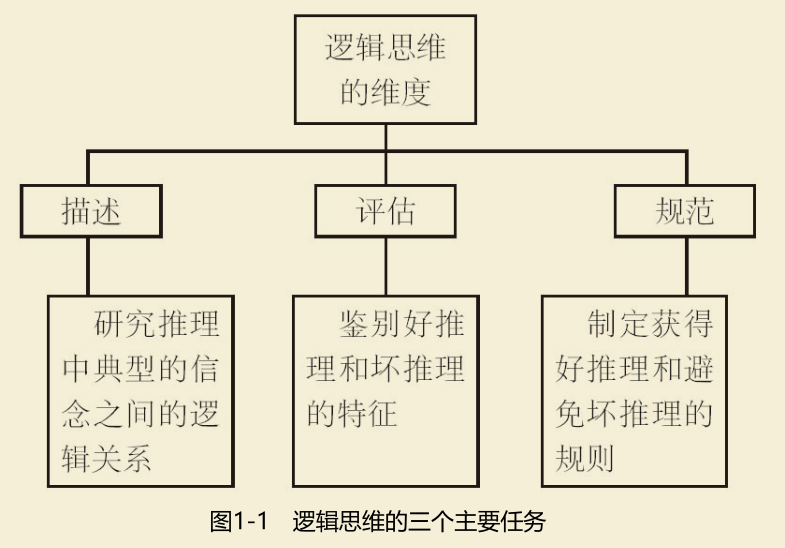 逻辑思维
的维度
描述
评估
规范
研究推理
中典型的信
念之间的逻
辑关系
鉴别好推
理和坏推理
的特征
制定获得
好推理和避
免坏推理的
规则
图1-1 逻辑思维的三个主要任务